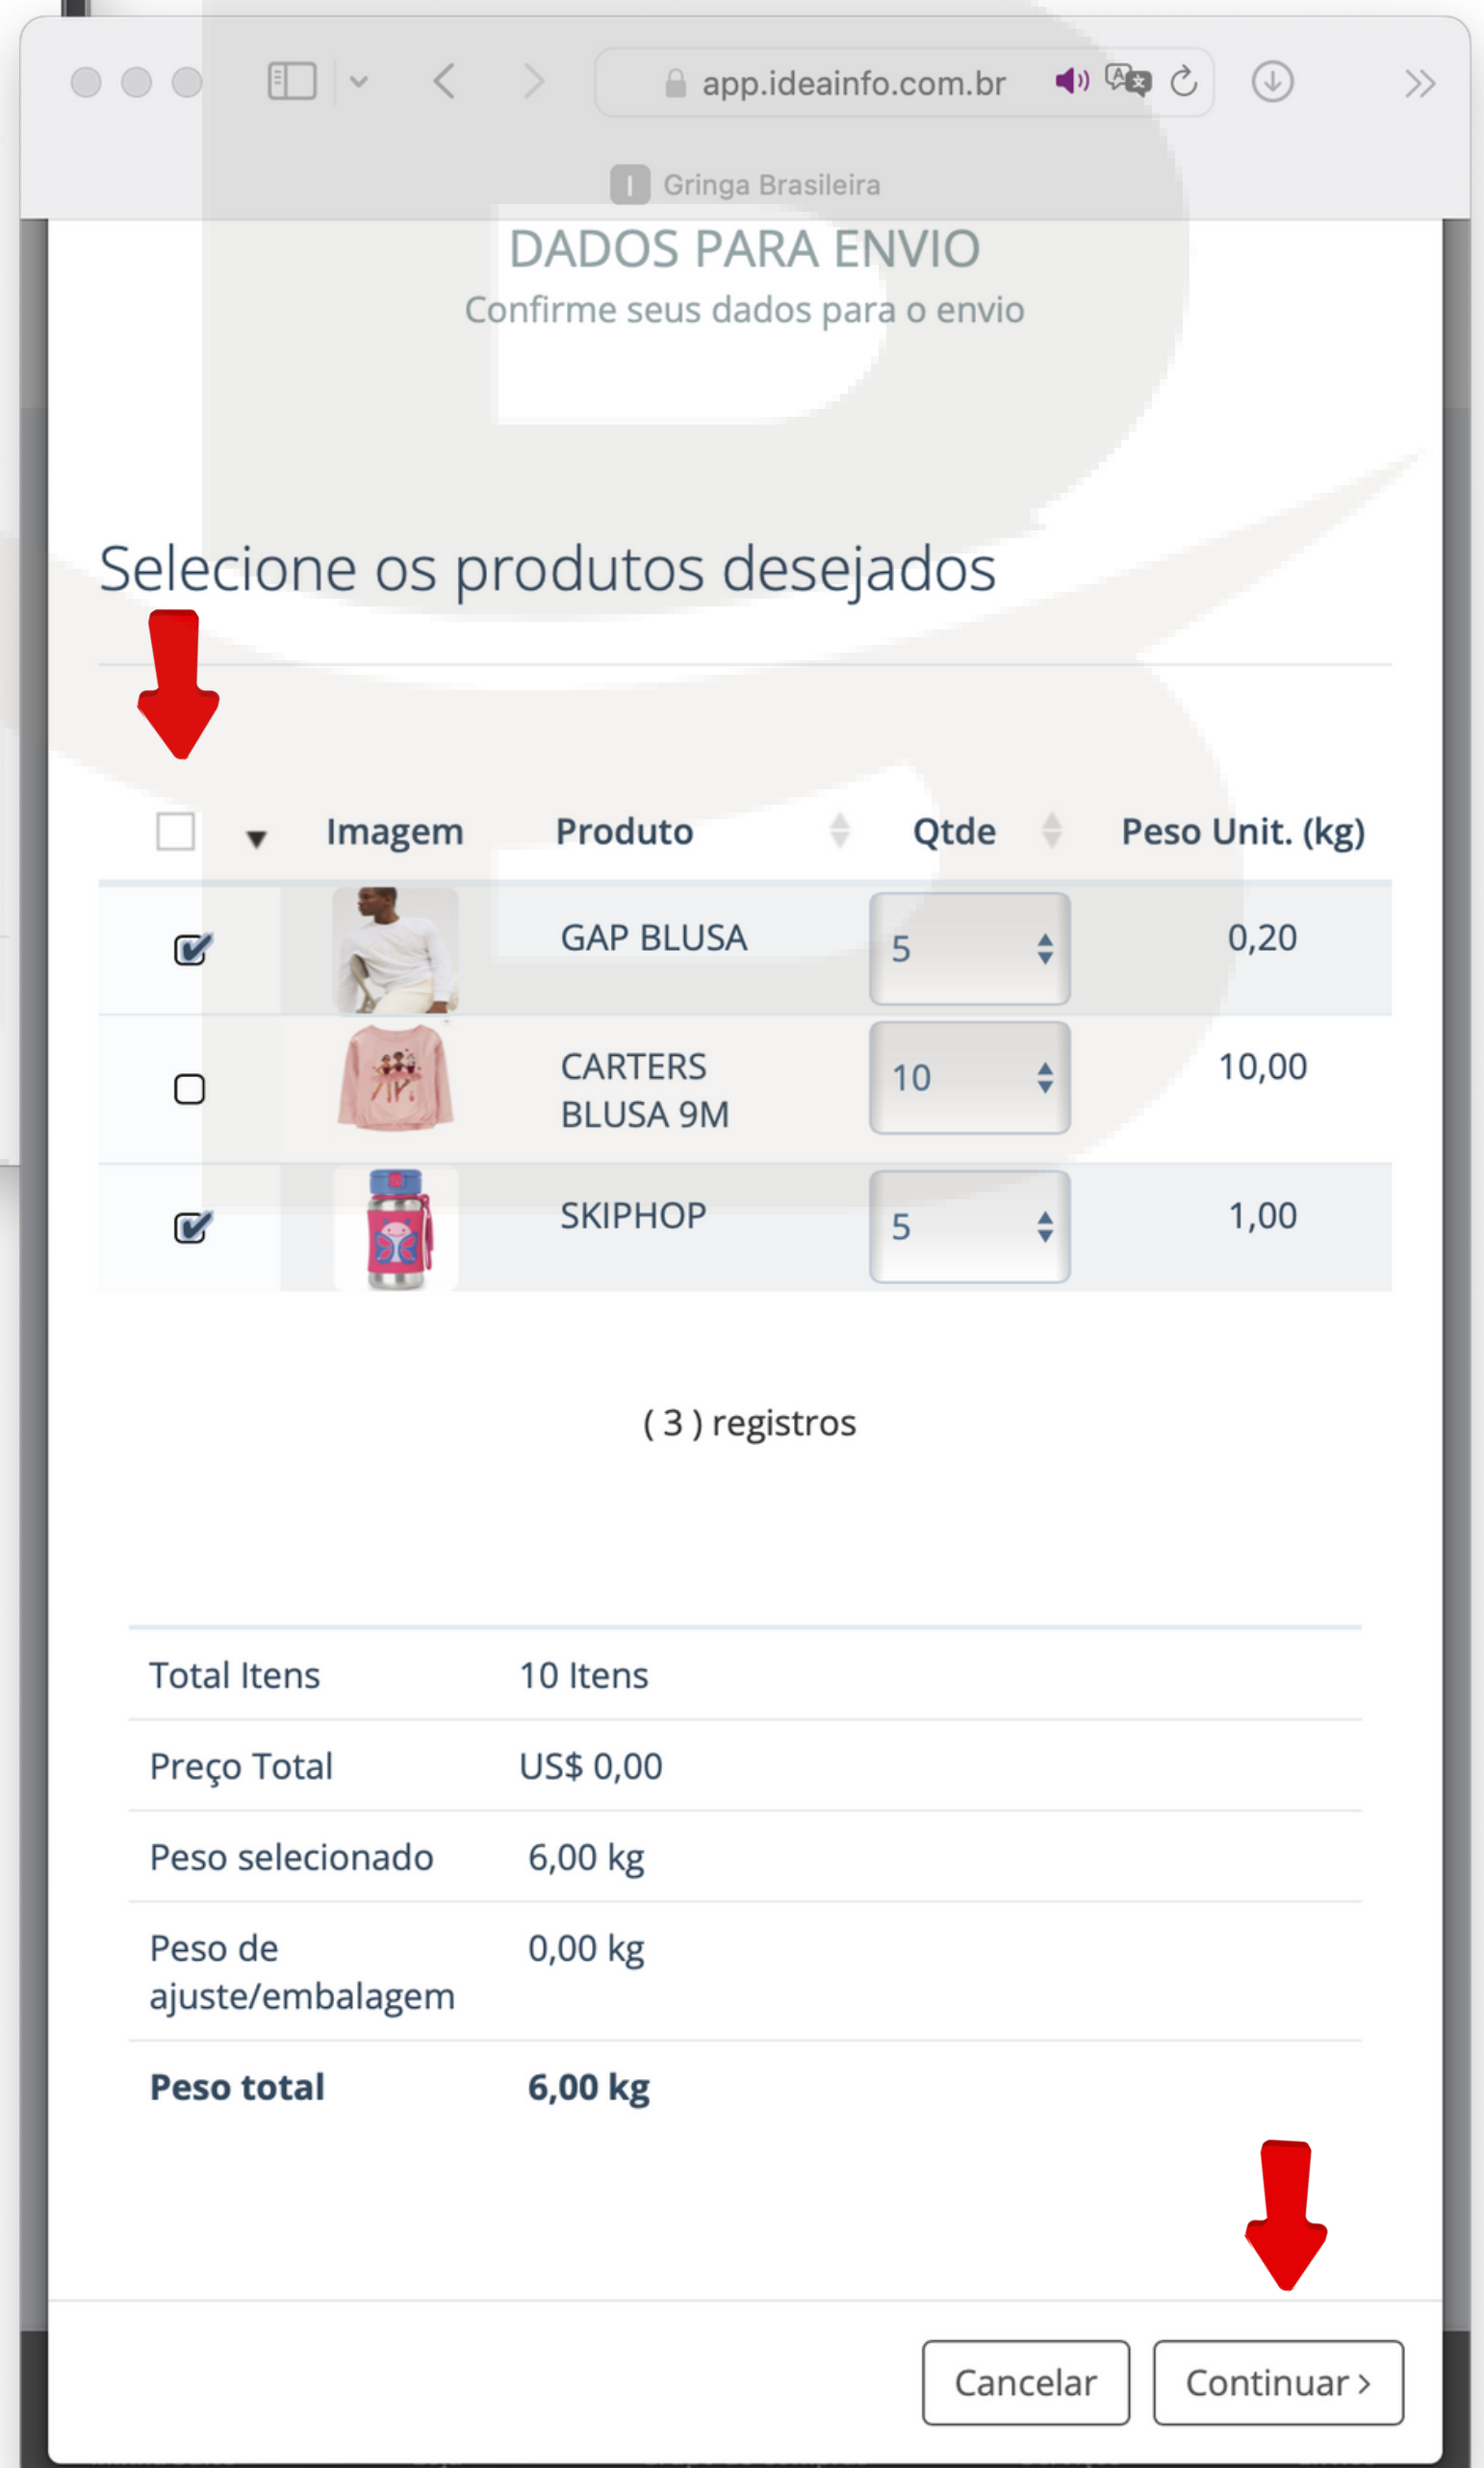 app.ideainfo.com.br
I Gringa Brasileira
DADOS PARA ENVIO
Confirme seus dados para o envio
Selecione os produtos desejados
Imagem Produto Qtde Peso Unit. (kg)
GAP BLUSA 5 0,20
CARTERS
BLUSA 9M 10 10,00
SKIPHOP 5 1,00
( 3 ) registros
Total Itens 10 Itens
Preço Total US$ 0,00
Peso selecionado 6,00 kg
Peso de
ajuste/embalagem 0,00 kg
Peso total 6,00 kg
Cancelar Continuar >